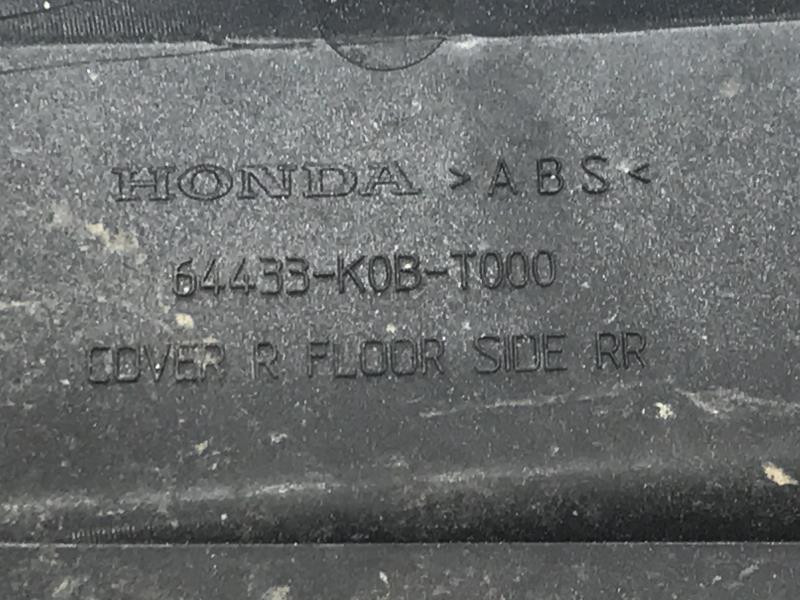 HONDA >ABS<
64433-K0B-T000
COVER R FLOOR SIDE RR